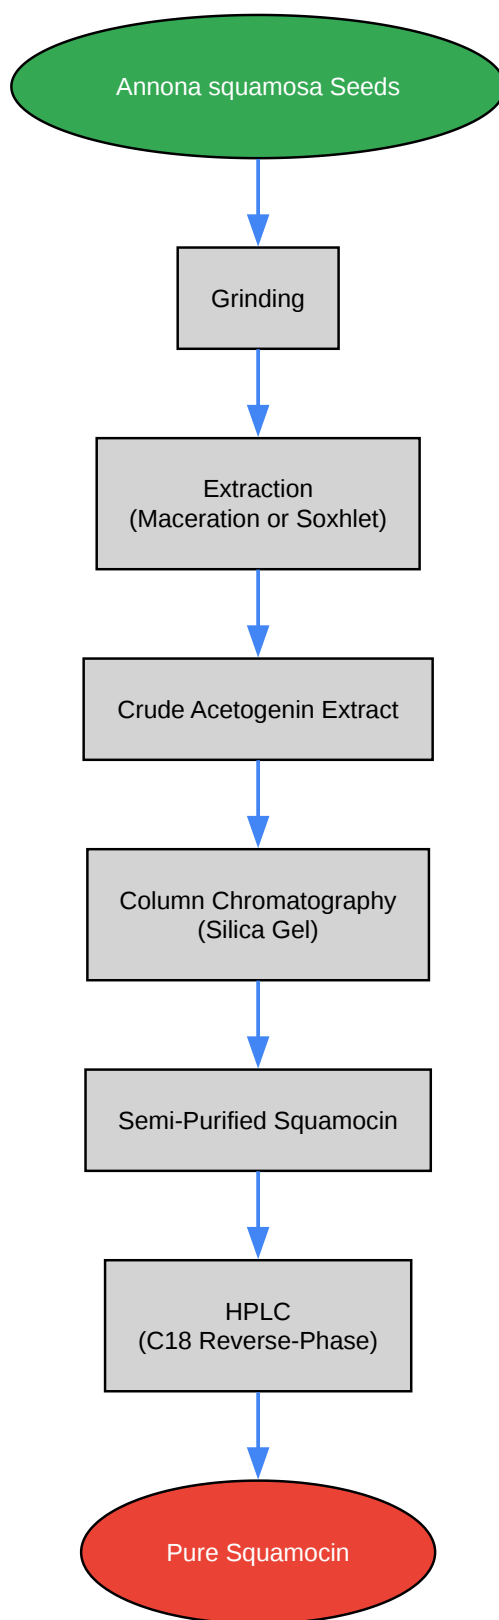 Annona squamosa Seeds
Grinding
Extraction
(Maceration or Soxhlet)
Crude Acetogenin Extract
Column Chromatography
(Silica Gel)
Semi-Purified Squamocin
HPLC
(C18 Reverse-Phase)
Pure Squamocin